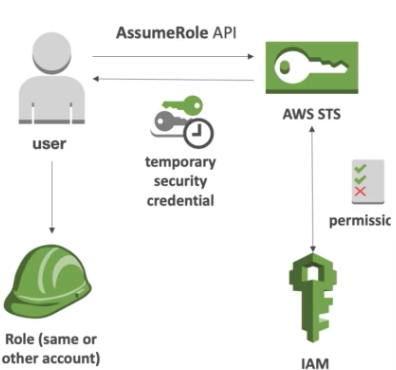 AssumeRole API
AWS STS
user
temporary
security
credential
permissic
Role (same or
other account)
IAM